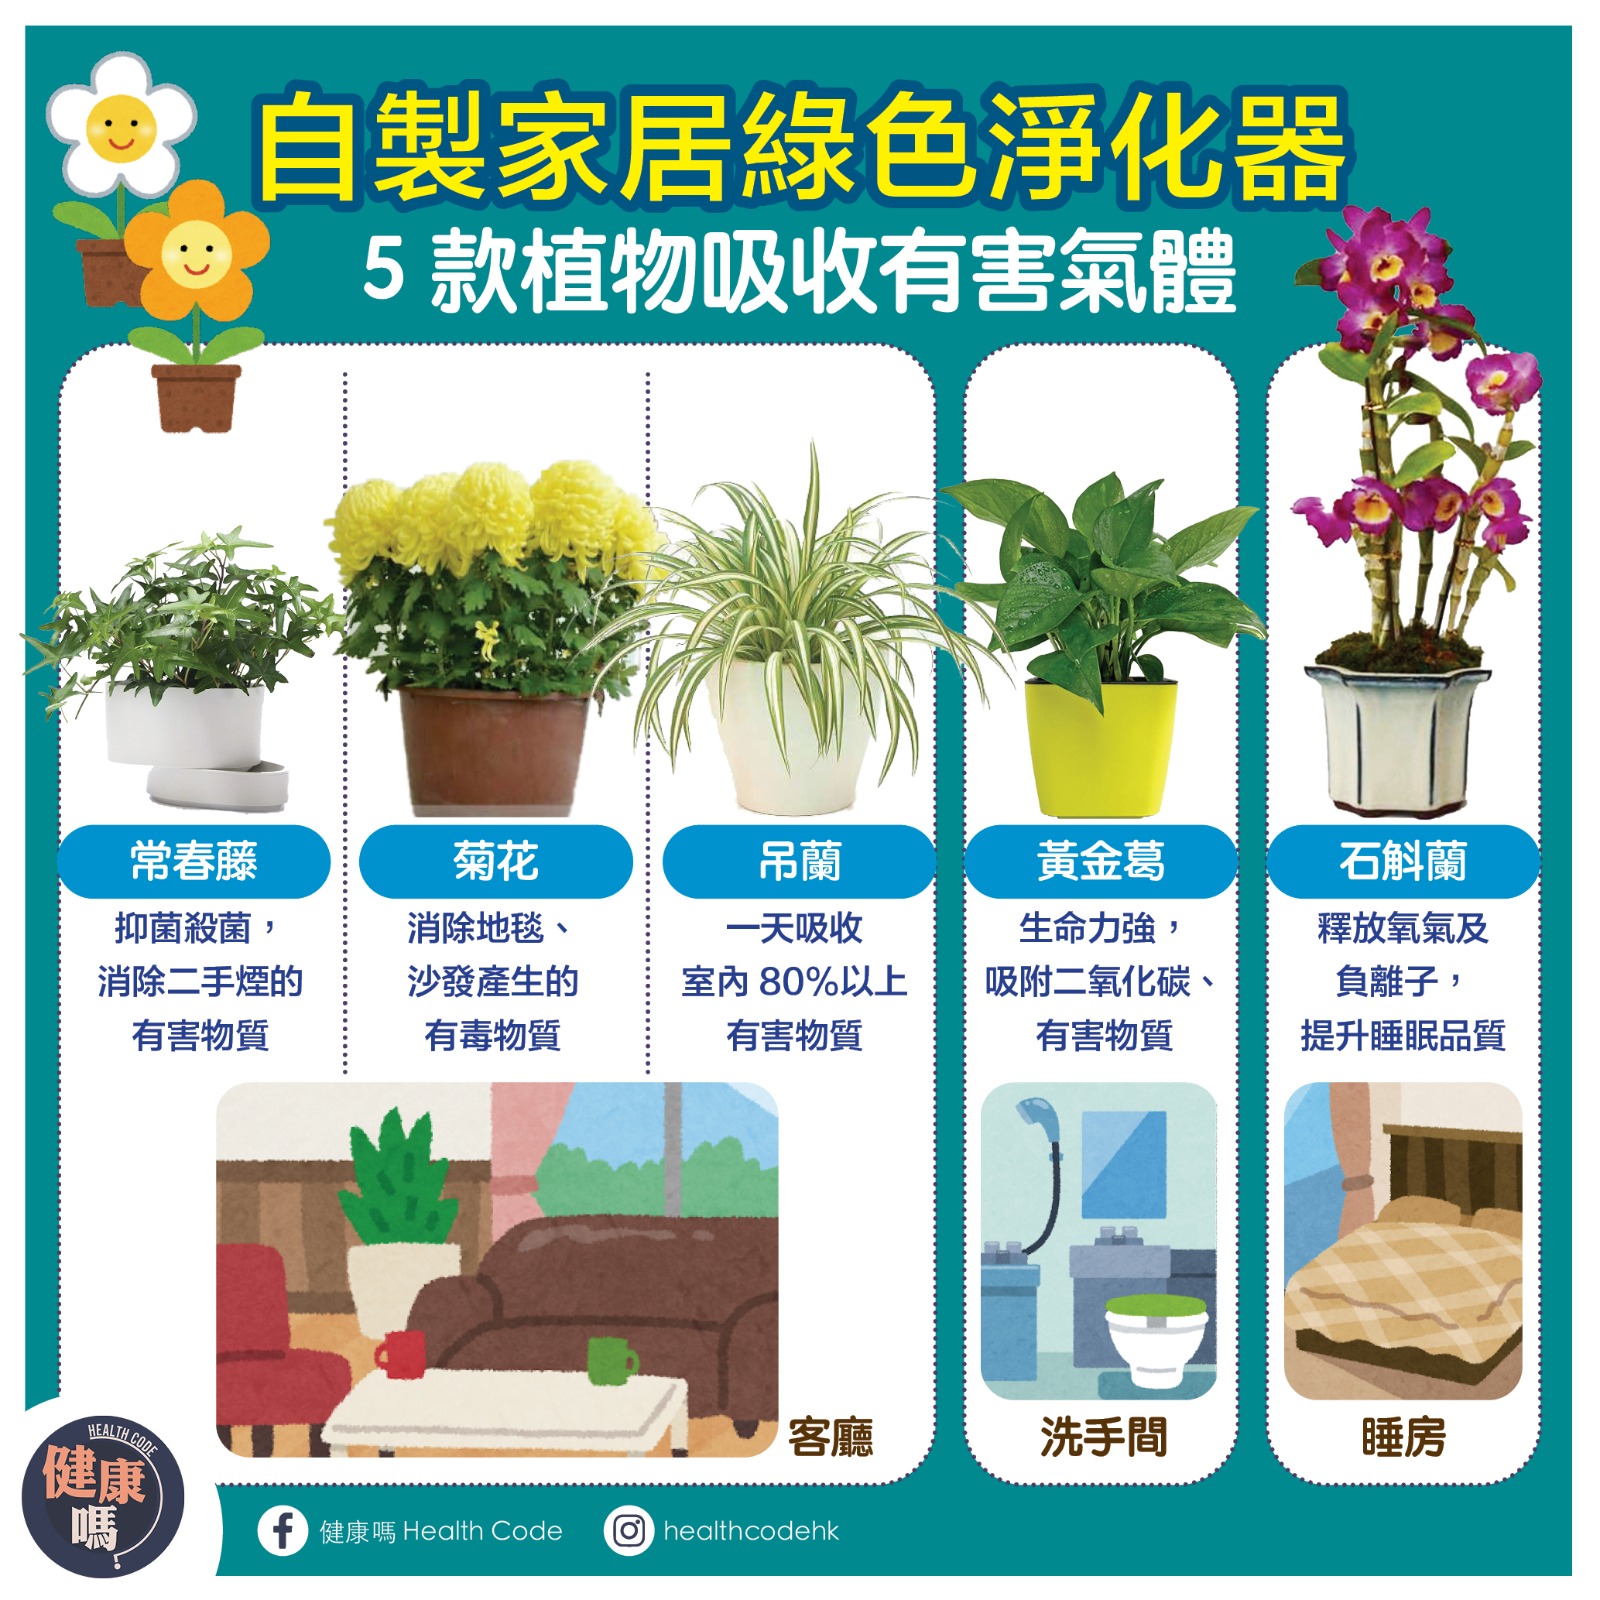 自製家居綠色淨化器
5 款植物吸收有害氣體
常春藤
抑菌殺菌，
消除二手煙的
有害物質
菊花
消除地毯、
沙發產生的
有毒物質
吊蘭
一天吸收
室內 80%以上
有害物質
客廳
黃金葛
生命力強，
吸附二氧化碳、
有害物質
洗手間
石斛蘭
釋放氧氣及
負離子，
提升睡眠品質
睡房
HEALTH CODE
健康
嗎
健康嗎 Health Code
healthcodehk